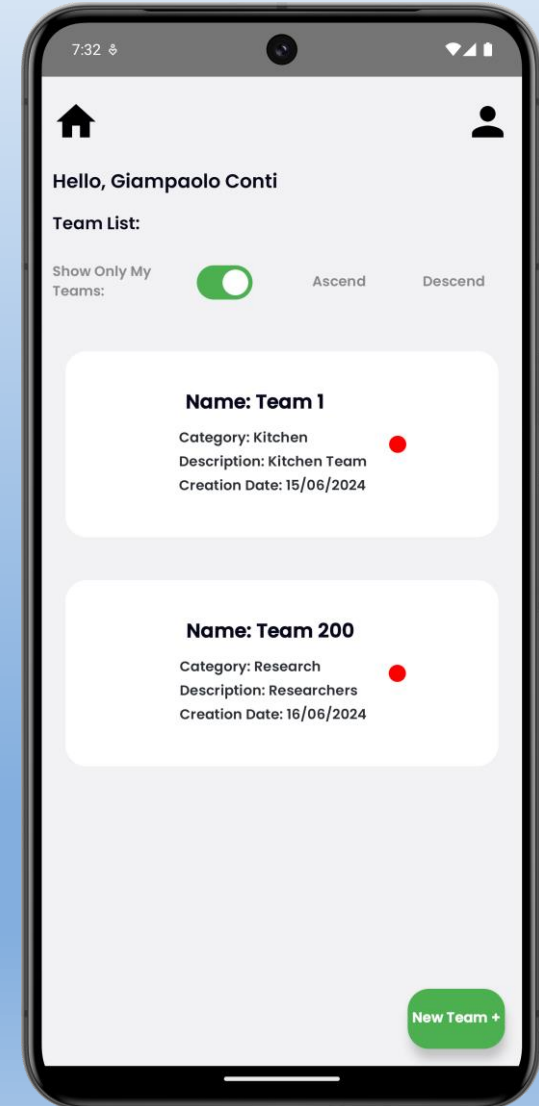 7:32
Hello, Giampaolo Conti
Team List:
Show Only My
Teams:
Ascend
Descend
Name: Team 1
Category: Kitchen
Description: Kitchen Team
Creation Date: 15/06/2024
Name: Team 200
Category: Research
Description: Researchers
Creation Date: 16/06/2024
New Team +